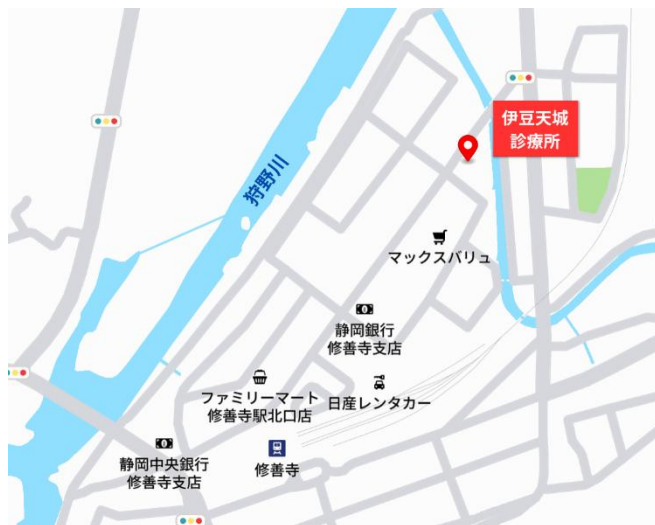 伊豆天城
診療所
狩野川
マックスバリュ
静岡銀行
修善寺支店
ファミリーマート
修善寺駅北口店
日産レンタカー
静岡中央銀行
修善寺支店
修善寺